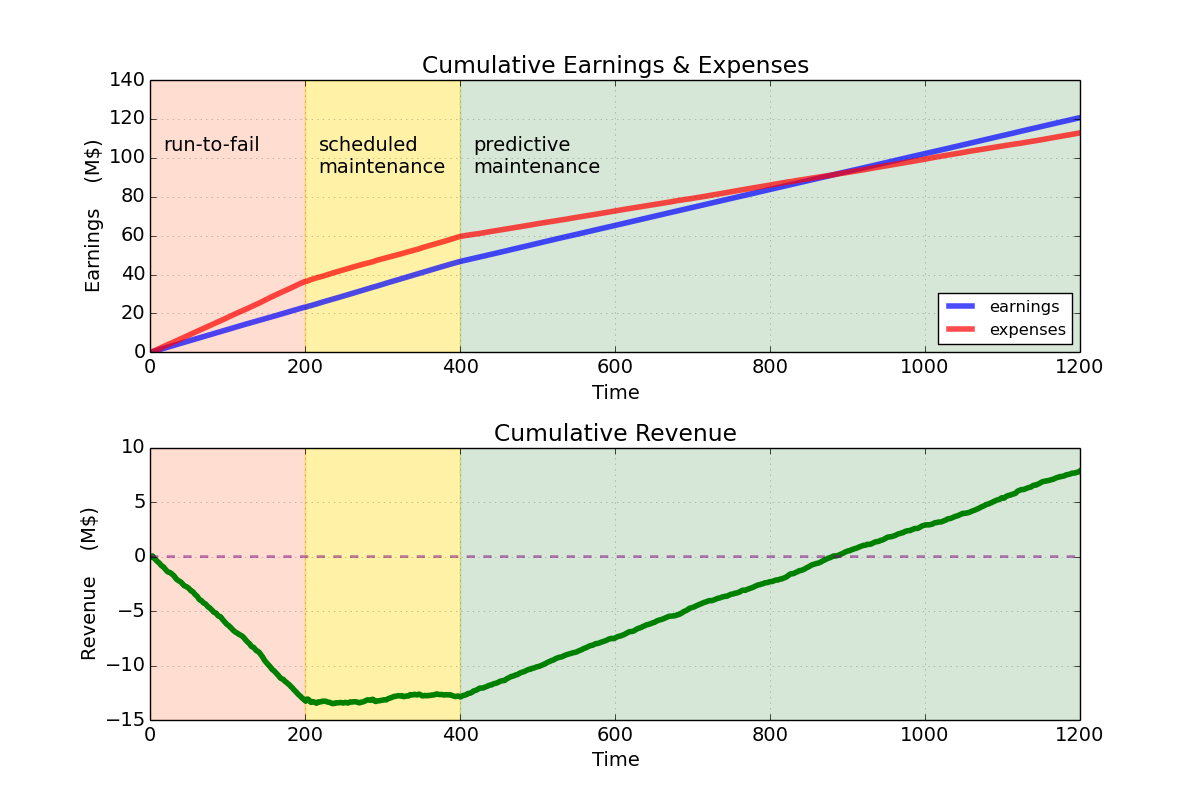 Cumulative Earnings & Expenses
Earnings (M$)
140
120
100
80
60
40
20
0
run-to-fail
scheduled
maintenance
predictive
maintenance
earnings
expenses
0 200 400 600 800 1000 1200
Time
Cumulative Revenue
Revenue (M$)
10
5
0
−5
−10
−15
0 200 400 600 800 1000 1200
Time